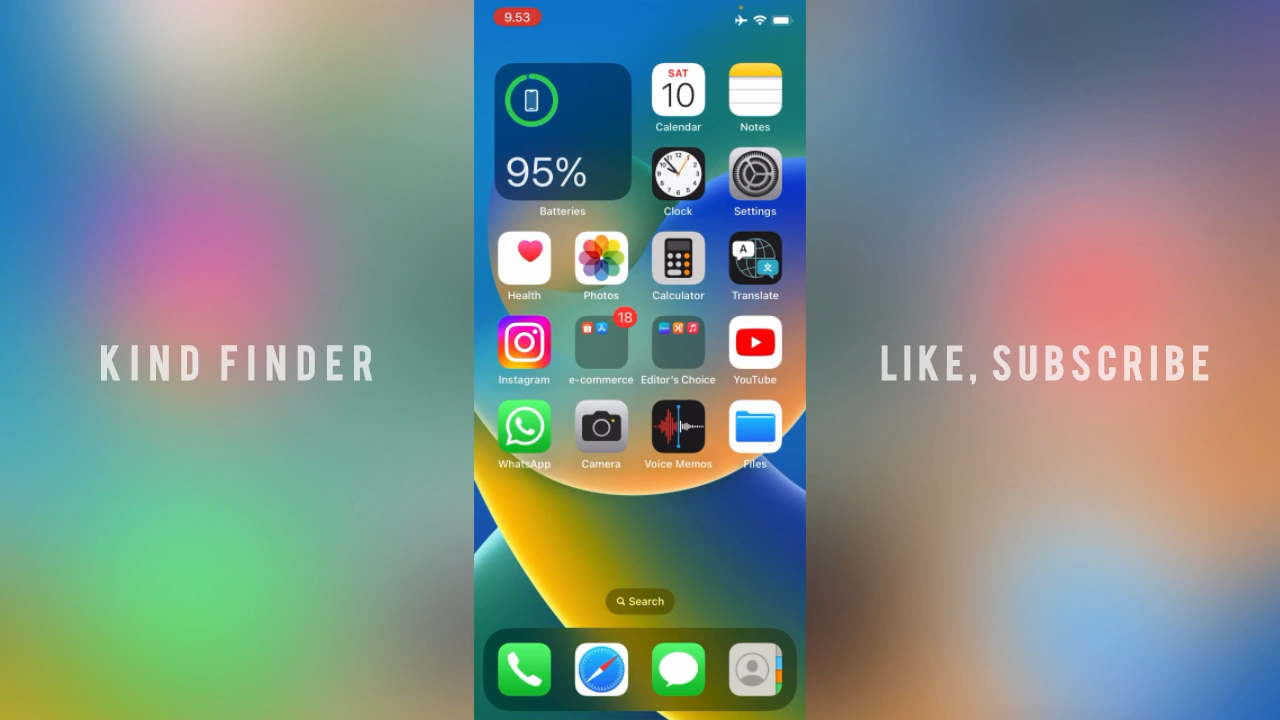 9.53
SAT
10
Calendar
Notes
95%
Batteries
Clock
Settings
Health
Photos
Calculator
A
文
Translate
Instagram
18
e-commerce
Editor's Choice
YouTube
KIND FINDER
LIKE, SUBSCRIBE
WhatsApp
Camera
Voice Memos
Files
Search